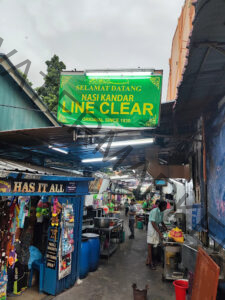 SELAMAT DATANG
NASI KANDAR
LINE CLEAR
ORIGINAL SINCE 1930
HAS IT ALL